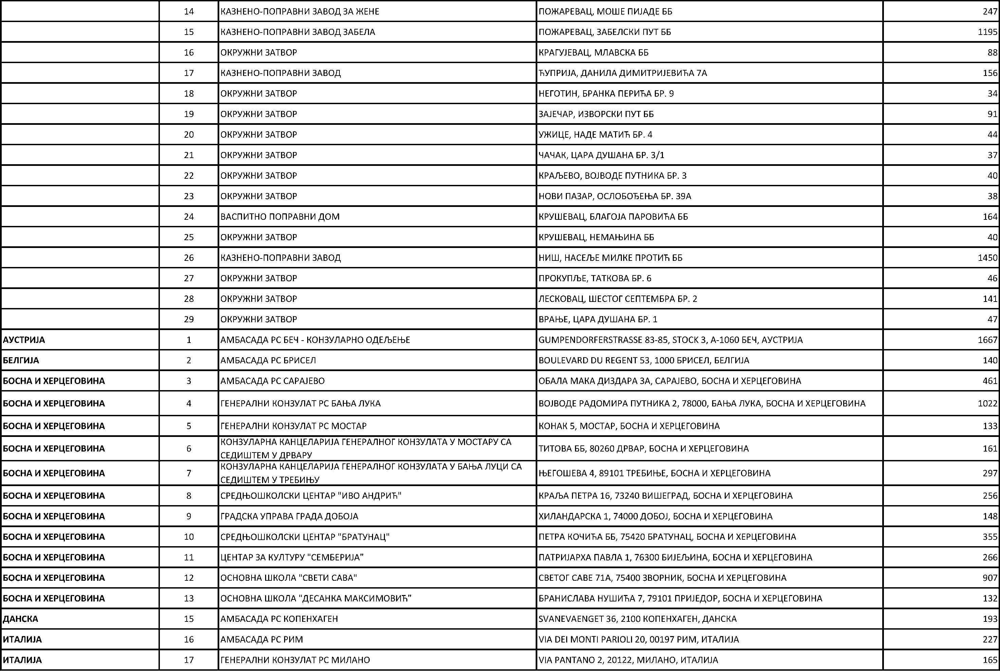 14 КАЗНЕНО-ПОПРАВНИ ЗАВОД ЗА ЖЕНЕ ПОЖАРЕВАЦ, МОШЕ ПИЈАДЕ ББ 247
15 КАЗНЕНО-ПОПРАВНИ ЗАВОД ЗАБЕЛА ПОЖАРЕВАЦ, ЗАБЕЛСКИ ПУТ ББ 1195
16 ОКРУЖНИ ЗАТВОР КРАГУЈЕВАЦ, МЛАВСКА ББ 88
17 КАЗНЕНО-ПОПРАВНИ ЗАВОД ЋУПРИЈА, ДАНИЛА ДИМИТРИЈЕВИЋА 7А 156
18 ОКРУЖНИ ЗАТВОР НЕГОТИН, БРАНКА ПЕРИЋА БР. 9 34
19 ОКРУЖНИ ЗАТВОР ЗАЈЕЧАР, ИЗВОРСКИ ПУТ ББ 91
20 ОКРУЖНИ ЗАТВОР УЖИЦЕ, НАДЕ МАТИЋ БР. 4 44
21 ОКРУЖНИ ЗАТВОР ЧАЧАК, ЦАРА ДУШАНА БР. 3/1 37
22 ОКРУЖНИ ЗАТВОР КРАЉЕВО, ВОЈВОДЕ ПУТНИКА БР. 3 40
23 ОКРУЖНИ ЗАТВОР НОВИ ПАЗАР, ОСЛОБОЂЕЊА БР. 39А 38
24 ВАСПИТНО ПОПРАВНИ ДОМ КРУШЕВАЦ, БЛАГОЈА ПАРОВИЋА ББ 164
25 ОКРУЖНИ ЗАТВОР КРУШЕВАЦ, НЕМАЊИНА ББ 40
26 КАЗНЕНО-ПОПРАВНИ ЗАВОД НИШ, НАСЕЉЕ МИЛКЕ ПРОТИЋ ББ 1450
27 ОКРУЖНИ ЗАТВОР ПРОКУПЉЕ, ТАТКОВА БР. 6 46
28 ОКРУЖНИ ЗАТВОР ЛЕСКОВАЦ, ШЕСТОГ СЕПТЕМБРА БР. 2 141
29 ОКРУЖНИ ЗАТВОР ВРАЊЕ, ЦАРА ДУШАНА БР. 1 47
АУСТРИЈА 1 АМБАСАДА РС БЕЧ - КОНЗУЛАРНО ОДЕЉЕЊЕ GUMPENDORFERSTRASSE 83-85, STOCK 3, A-1060 БЕЧ, АУСТРИЈА 1667
БЕЛГИЈА 2 АМБАСАДА РС БРИСЕЛ BOULEVARD DU REGENT 53, 1000 БРИСЕЛ, БЕЛГИЈА 140
БОСНА И ХЕРЦЕГОВИНА 3 АМБАСАДА РС САРАЈЕВО ОБАЛА МАКА ДИЗДАРА 3А, САРАЈЕВО, БОСНА И ХЕРЦЕГОВИНА 461
БОСНА И ХЕРЦЕГОВИНА 4 ГЕНЕРАЛНИ КОНЗУЛАТ РС БАЊА ЛУКА ВОЈВОДЕ РАДОМИРА ПУТНИКА 2, 78000, БАЊА ЛУКА, БОСНА И ХЕРЦЕГОВИНА 1022
БОСНА И ХЕРЦЕГОВИНА 5 ГЕНЕРАЛНИ КОНЗУЛАТ РС МОСТАР КОНАК 5, МОСТАР, БОСНА И ХЕРЦЕГОВИНА 133
БОСНА И ХЕРЦЕГОВИНА 6 КОНЗУЛАРНА КАНЦЕЛАРИЈА ГЕНЕРАЛНОГ КОНЗУЛАТА У МОСТАРУ СА
СЕДИШТЕМ У ДРВАРУ ТИТОВА ББ, 80260 ДРВАР, БОСНА И ХЕРЦЕГОВИНА 161
БОСНА И ХЕРЦЕГОВИНА 7 КОНЗУЛАРНА КАНЦЕЛАРИЈА ГЕНЕРАЛНОГ КОНЗУЛАТА У БАЊА ЛУЦИ СА
СЕДИШТЕМ У ТРЕБИЊУ ЊЕГОШЕВА 4, 89101 ТРЕБИЊЕ, БОСНА И ХЕРЦЕГОВИНА 297
БОСНА И ХЕРЦЕГОВИНА 8 СРЕДЊОШКОЛСКИ ЦЕНТАР "ИВО АНДРИЋ" КРАЉА ПЕТРА 16, 73240 ВИШЕГРАД, БОСНА И ХЕРЦЕГОВИНА 256
БОСНА И ХЕРЦЕГОВИНА 9 ГРАДСКА УПРАВА ГРАДА ДОБОЈА ХИЛАНДАРСКА 1, 74000 ДОБОЈ, БОСНА И ХЕРЦЕГОВИНА 148
БОСНА И ХЕРЦЕГОВИНА 10 СРЕДЊОШКОЛСКИ ЦЕНТАР "БРАТУНАЦ" ПЕТРА КОЧИЋА ББ, 75420 БРАТУНАЦ, БОСНА И ХЕРЦЕГОВИНА 355
БОСНА И ХЕРЦЕГОВИНА 11 ЦЕНТАР ЗА КУЛТУРУ "СЕМБЕРИЈА" ПАТРИЈАРХА ПАВЛА 1, 76300 БИЈЕЉИНА, БОСНА И ХЕРЦЕГОВИНА 266
БОСНА И ХЕРЦЕГОВИНА 12 ОСНОВНА ШКОЛА "СВЕТИ САВА" СВЕТОГ САВЕ 71А, 75400 ЗВОРНИК, БОСНА И ХЕРЦЕГОВИНА 907
БОСНА И ХЕРЦЕГОВИНА 13 ОСНОВНА ШКОЛА "ДЕСАНКА МАКСИМОВИЋ" БРАНИСЛАВА НУШИЋА 7, 79101 ПРИЈЕДОР, БОСНА И ХЕРЦЕГОВИНА 132
ДАНСКА 15 АМБАСАДА РС КОПЕНХАГЕН SVANEVAENGET 36, 2100 КОПЕНХАГЕН, ДАНСКА 193
ИТАЛИЈА 16 АМБАСАДА РС РИМ VIA DEI MONTI PARIOLI 20, 00197 РИМ, ИТАЛИЈА 227
ИТАЛИЈА 17 ГЕНЕРАЛНИ КОНЗУЛАТ РС МИЛАНО VIA PANTANO 2, 20122, МИЛАНО, ИТАЛИЈА 165